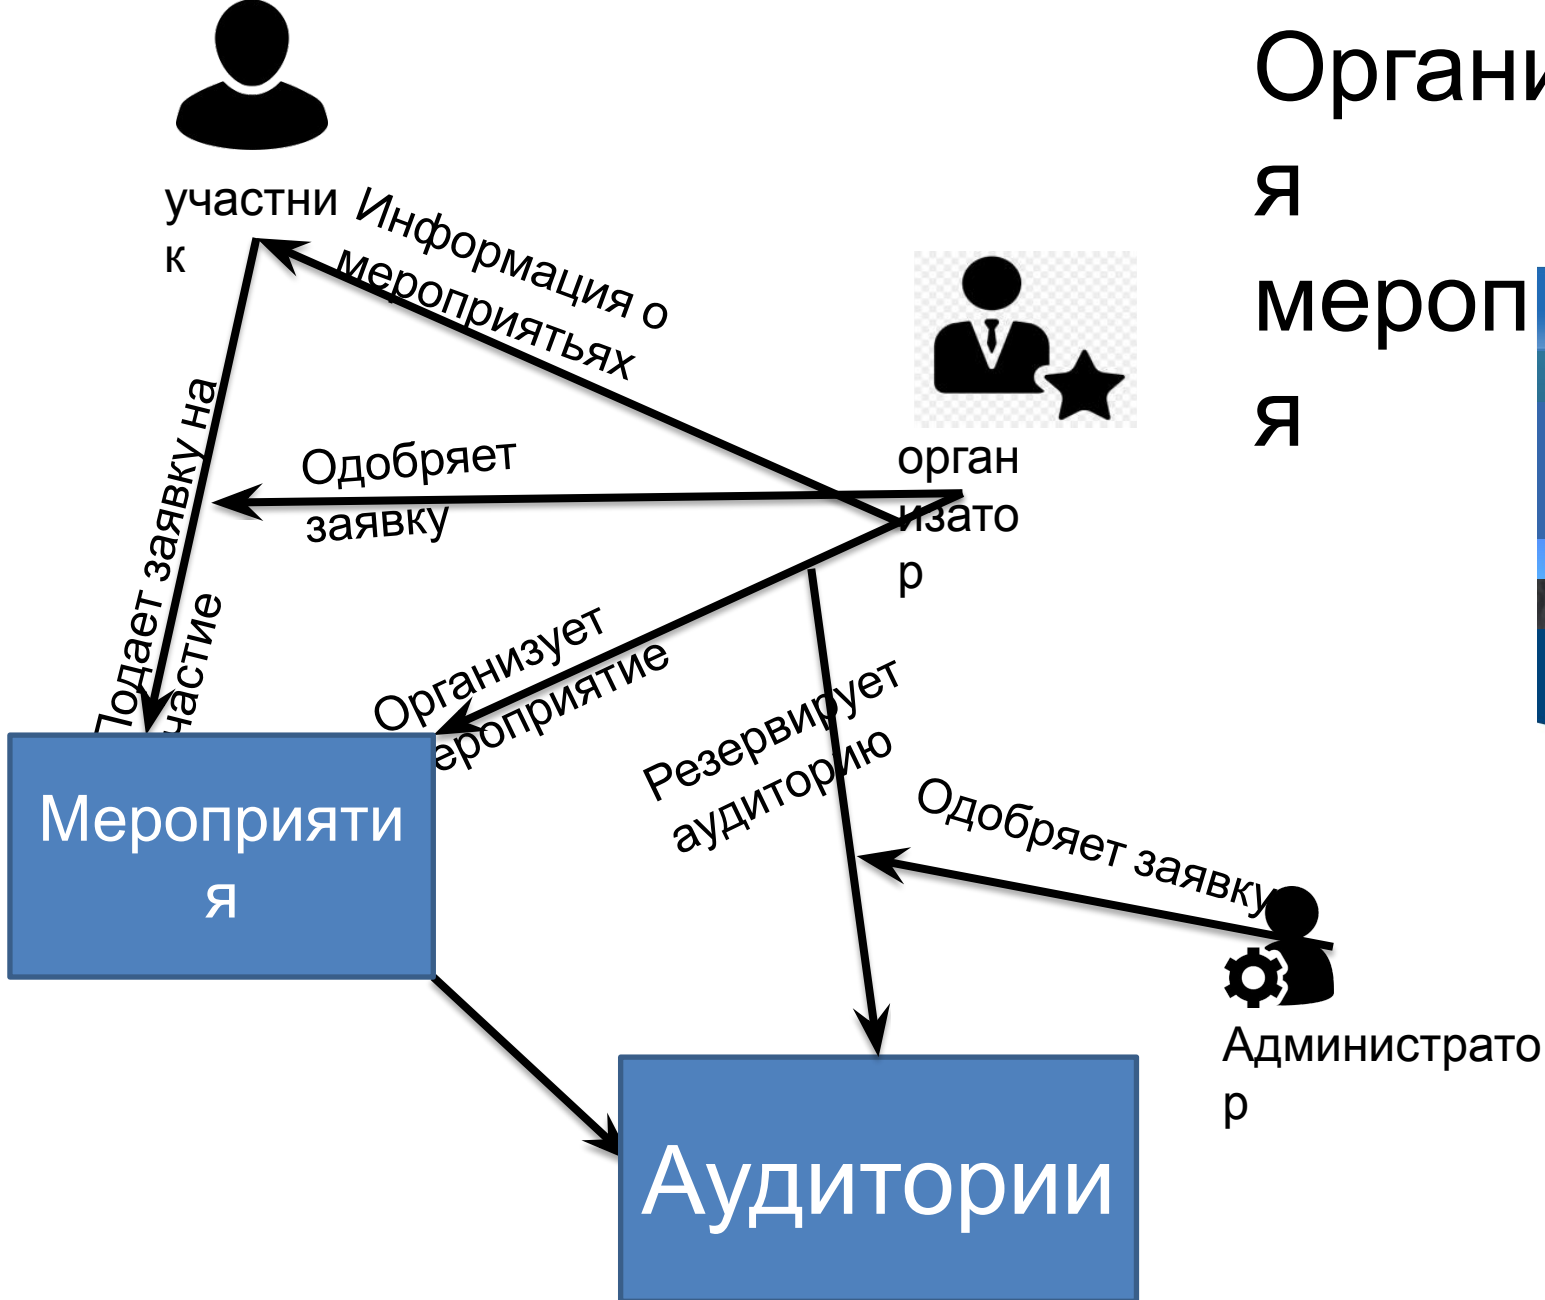 участни
к
Информация о
мероприятьях
Органи
я
мероп
я
орган
изато
р
Одобряет
заявку
Подает заявку на
частие
Организует
мероприятие
Резервирует
аудиторию
Одобряет заявку
Администрато
р
Мероприяти
я
Аудитории